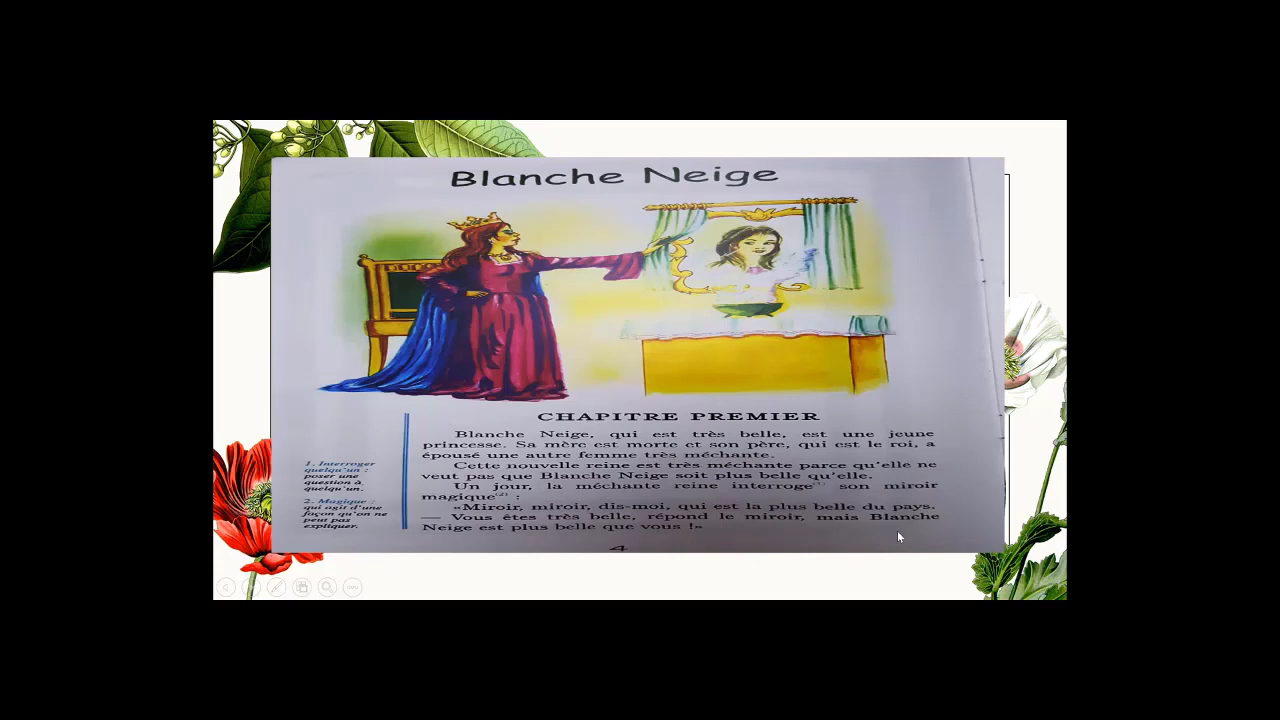 Blanche Neige
CHAPITRE PREMIER
Blanche Neige, qui est très belle, est une jeune
princesse. Sa mère est morte et son père, qui est le roi, a
épousé une autre femme très méchante.
Cette nouvelle reine est très méchante parce qu'elle ne
veut pas que Blanche Neige soit plus belle qu'elle.
Un jour, la méchante reine interroge(1) son miroir
magique(2) :
«Miroir, miroir, dis-moi, qui est la plus belle du pays.
— Vous êtes très belle, répond le miroir, mais Blanche
Neige est plus belle que vous !»
1. Interroger
quelqu'un :
poser une
question à
quelqu'un.
2. Magique :
qui agit d'une
façon qu'on ne
peut pas
expliquer.
4